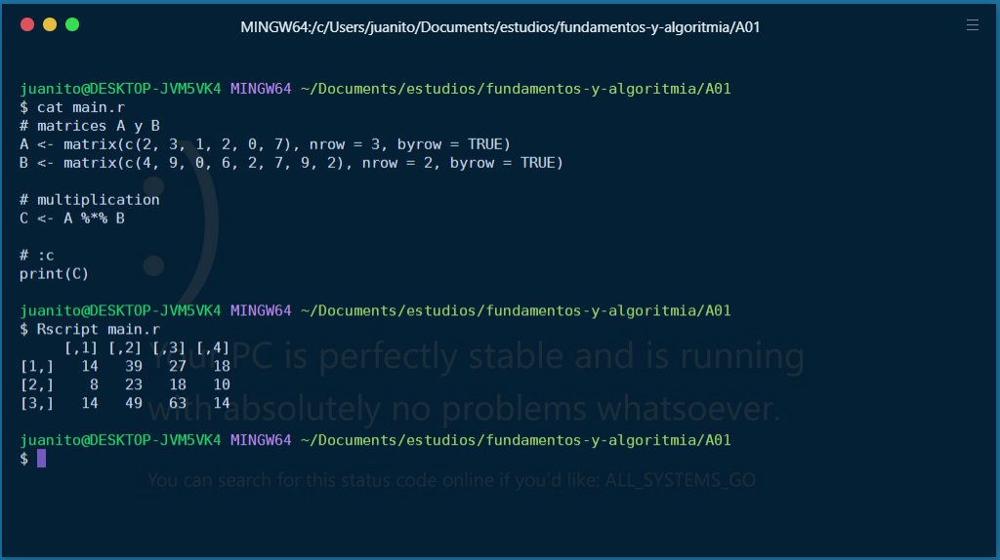 MINGW64:/c/Users/juanito/Documents/estudios/fundamentos-y-algoritmia/A01
juanito@DESKTOP-JVM5VK4 MINGW64 ~/Documents/estudios/fundamentos-y-algoritmia/A01
$ cat main.r
# matrices A y B
A <- matrix(c(2, 3, 1, 2, 0, 7), nrow = 3, byrow = TRUE)
B <- matrix(c(4, 9, 0, 6, 2, 7, 9, 2), nrow = 2, byrow = TRUE)
# multiplication
C <- A %*% B
# :c
print(C)
:)
juanito@DESKTOP-JVM5VK4 MINGW64 ~/Documents/estudios/fundamentos-y-algoritmia/A01
$ Rscript main.r
     [,1] [,2] [,3] [,4]
[1,]   14   39   27   18
[2,]    8   23   18   10
[3,]   14   49   63   14
Your PC is perfectly stable and is running
with absolutely no problems whatsoever.
juanito@DESKTOP-JVM5VK4 MINGW64 ~/Documents/estudios/fundamentos-y-algoritmia/A01
$
You can search for this status code online if you'd like: ALL_SYSTEMS_GO